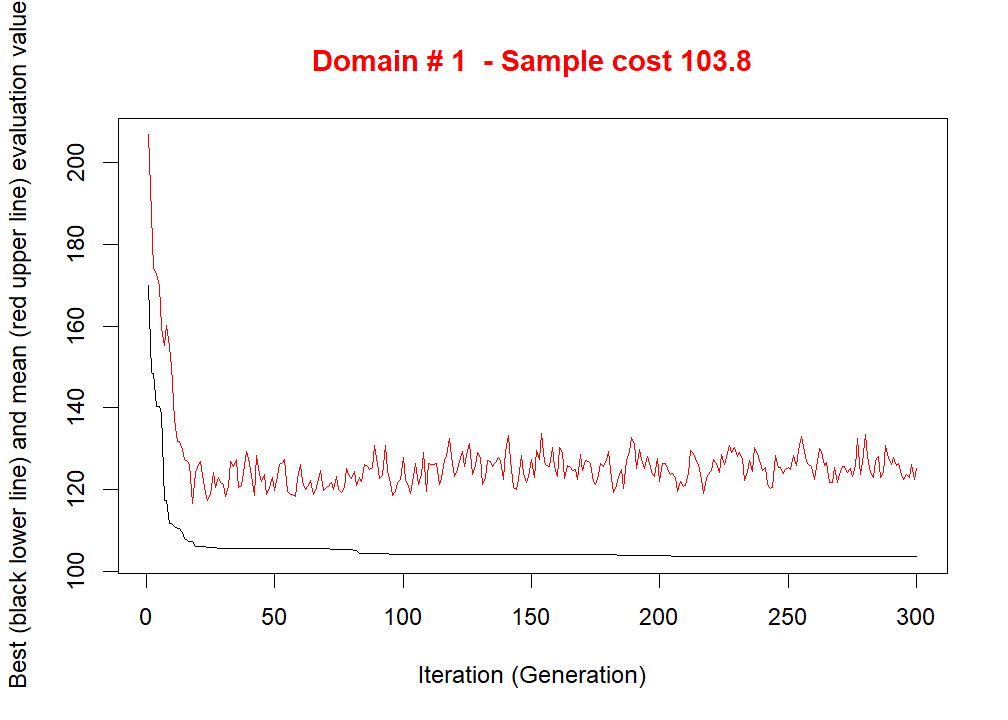 Domain # 1  - Sample cost 103.8
Best (black lower line) and mean (red upper line) evaluation value
200
180
160
140
120
100
0 50 100 150 200 250 300
Iteration (Generation)